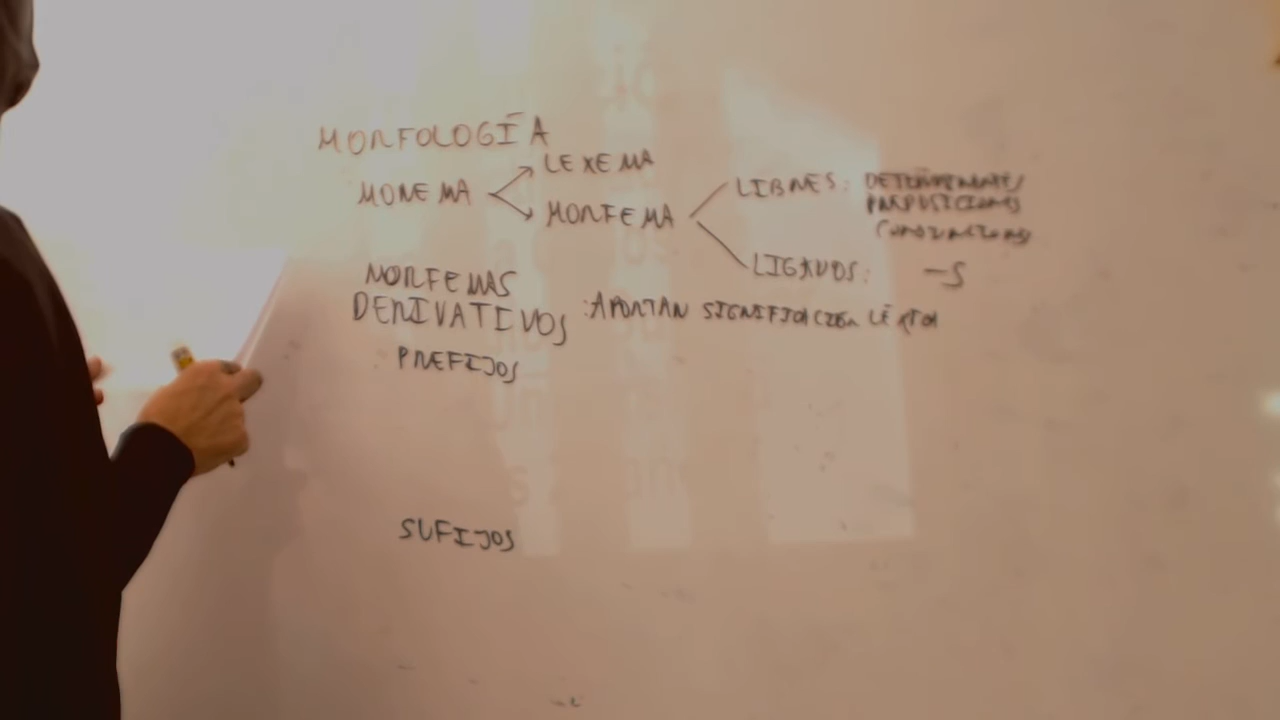 MORFOLOGÍA
MONEMA
LEXEMA
MORFEMA
LIBRES: DETERMINANTES
PREPOSICIONES
CONJUNCIONES
LIGADOS: -S
MORFEMAS
DERIVATIVOS : APORTAN SIGNIFICACIÓN LÉXICA
PREFIJOS
SUFIJOS